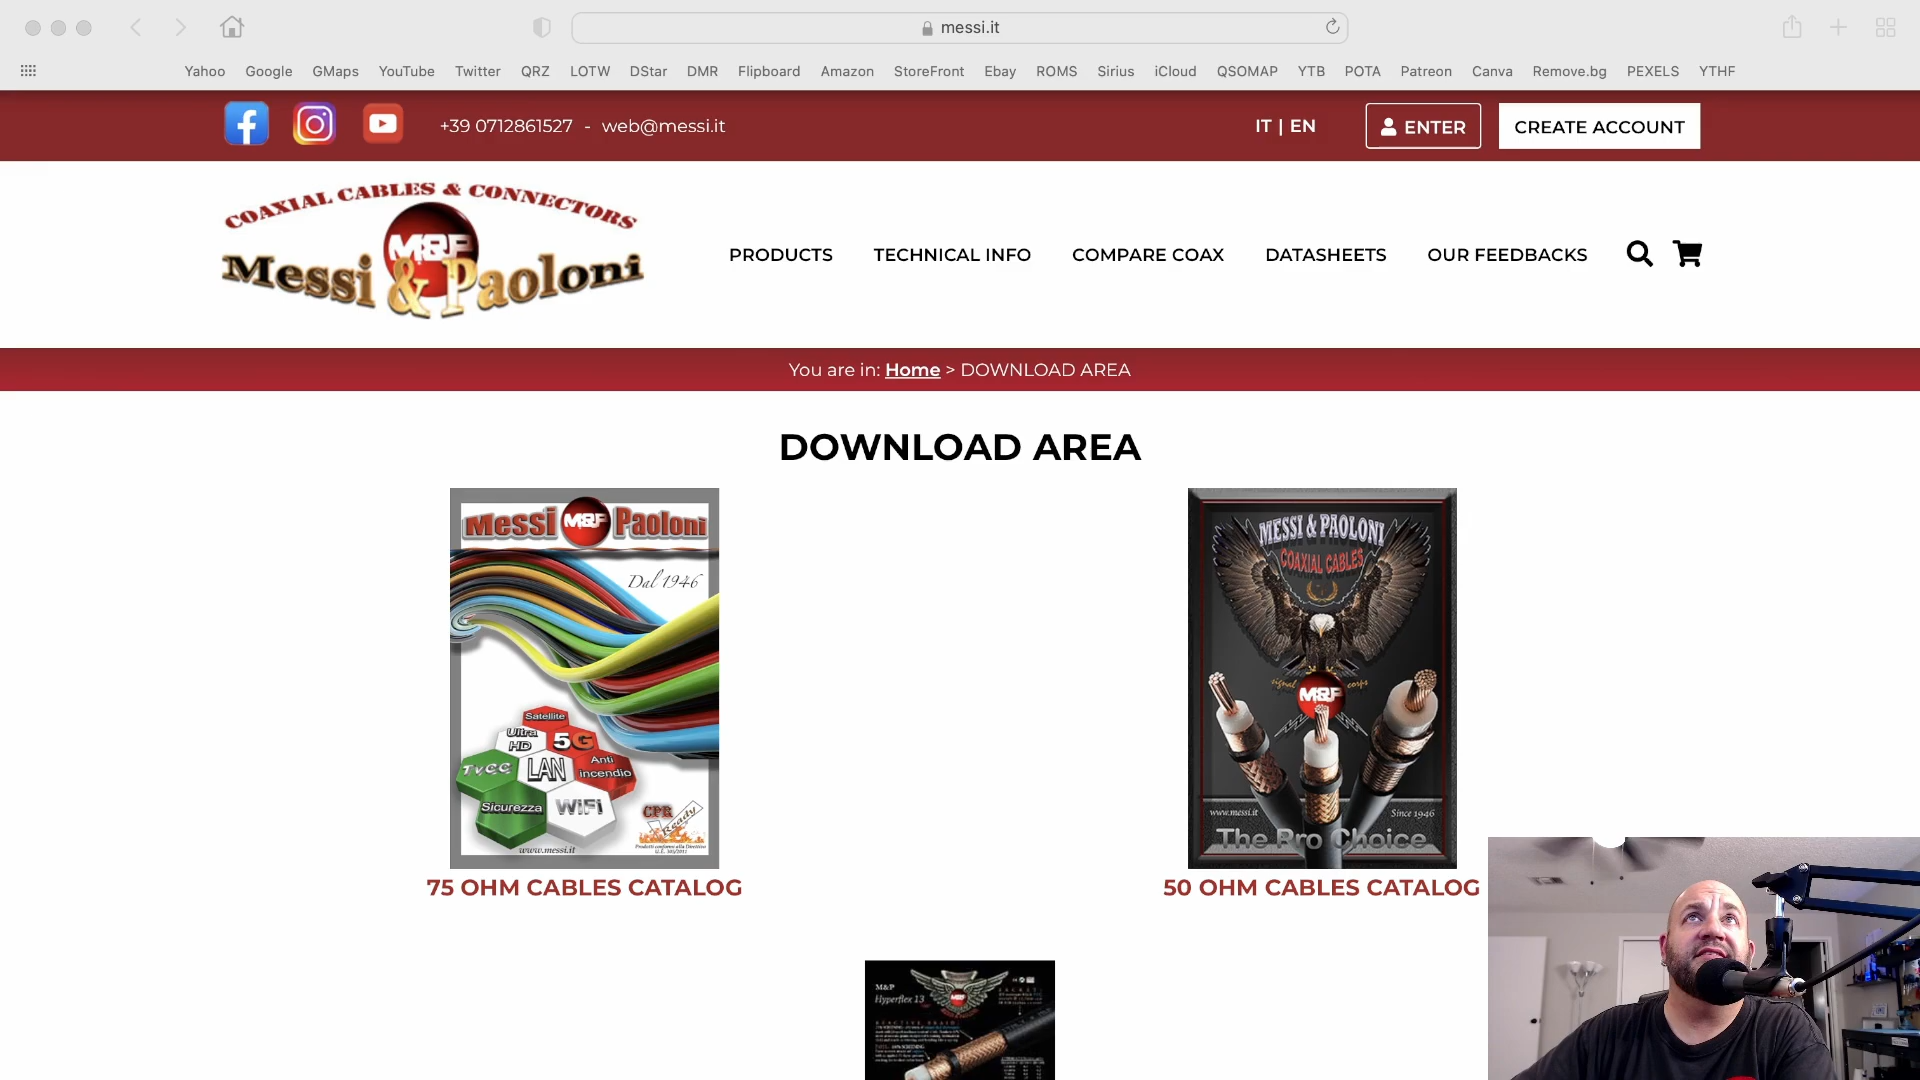 messi.it
Yahoo Google GMaps YouTube Twitter QRZ LOTW DStar DMR Flipboard Amazon StoreFront Ebay ROMS Sirius iCloud QSOMAP YTB POTA Patreon Canva Remove.bg PEXELS YTHF
+39 0712861527 - web@messi.it
IT | EN
ENTER
CREATE ACCOUNT
COAXIAL CABLES & CONNECTORS
M&P
Messi & Paoloni
PRODUCTS
TECHNICAL INFO
COMPARE COAX
DATASHEETS
OUR FEEDBACKS
You are in: Home > DOWNLOAD AREA
DOWNLOAD AREA
Messi M&P Paoloni
Dal 1946
Satellite
Ultra HD
5G
Anti incendio
TVCC
LAN
Sicurezza
WiFi
CPR
Ready
www.messi.it
75 OHM CABLES CATALOG
MESSI & PAOLONI
COAXIAL CABLES
signal corps
M&P
www.messi.it
Since 1946
The Pro Choice
50 OHM CABLES CATALOG
M&P
Hyperflex 13